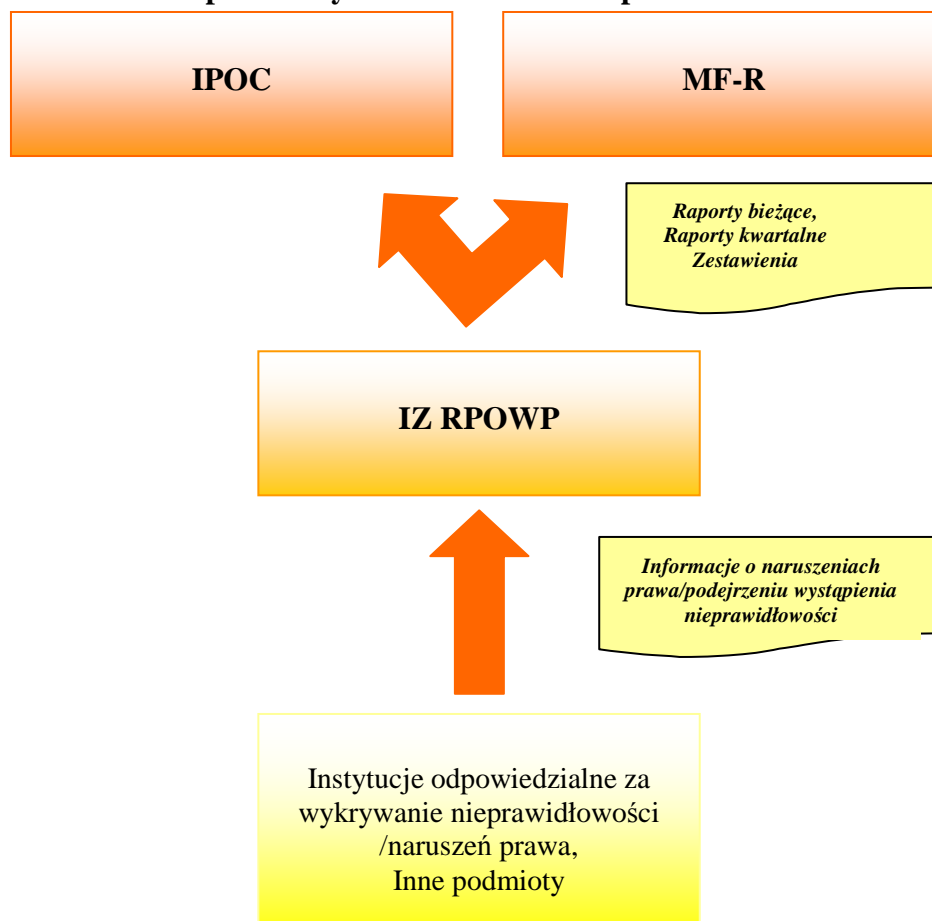 IPOC
MF-R
Raporty bieżące,
Raporty kwartalne
Zestawienia
IZ RPOWP
Informacje o naruszeniach
prawa/podejrzeniu wystąpienia
nieprawidłowości
Instytucje odpowiedzialne za
wykrywanie nieprawidłowości
/naruszeń prawa,
Inne podmioty